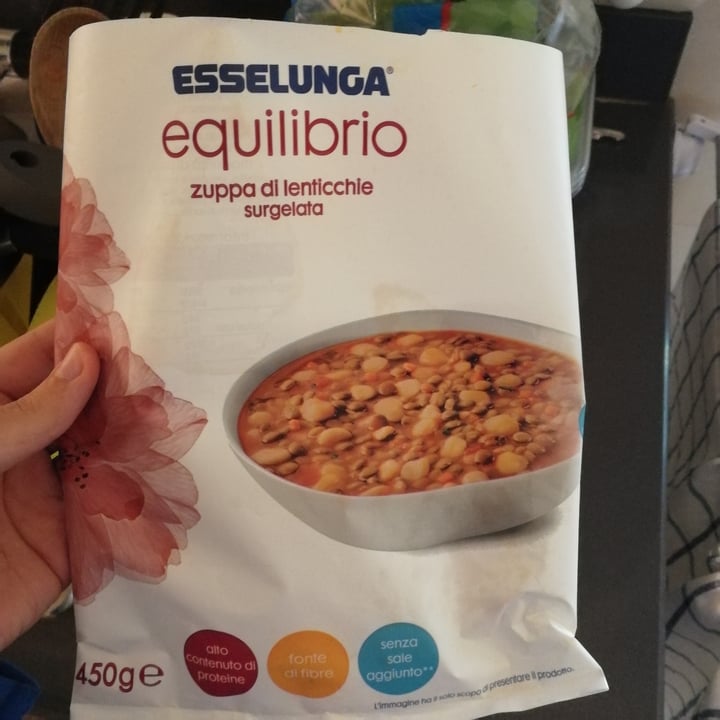 ESSELUNGA®
equilibrio
zuppa di lenticchie
surgelata
alto
contenuto di
proteine
fonte
di fibre
senza
sale
aggiunto**
450g e
L'immagine ha il solo scopo di presentare il prodotto.